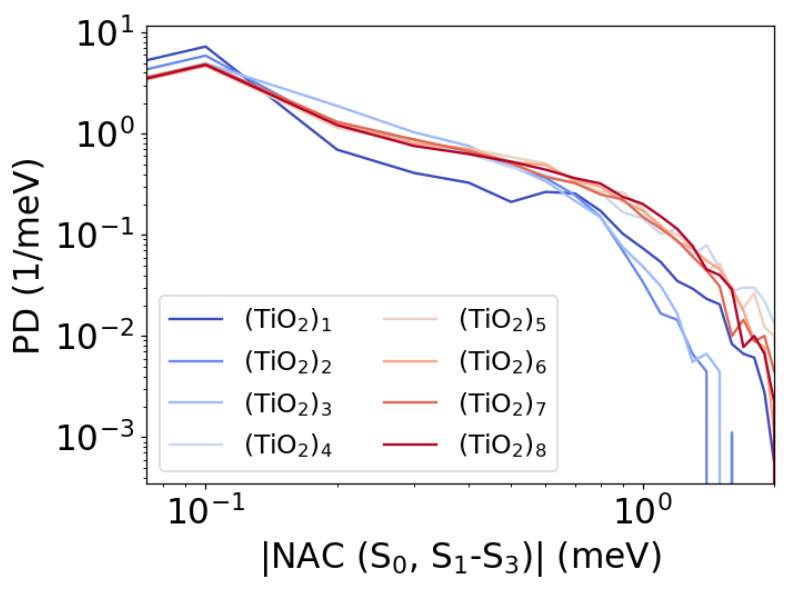 10¹
10⁰
10⁻¹
10⁻²
10⁻³
PD (1/meV)
(TiO₂)₁ (TiO₂)₅
(TiO₂)₂ (TiO₂)₆
(TiO₂)₃ (TiO₂)₇
(TiO₂)₄ (TiO₂)₈
10⁻¹ 10⁰
|NAC (S₀, S₁-S₃)| (meV)